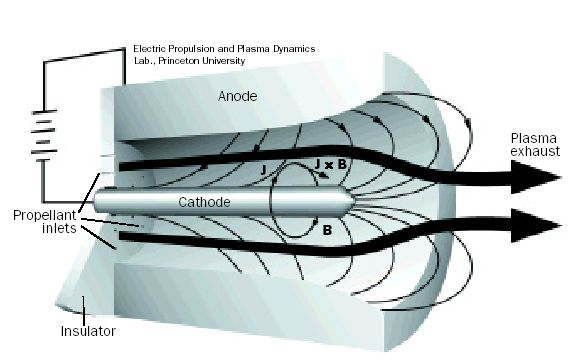 Electric Propulsion and Plasma Dynamics
Lab., Princeton University
Anode
Plasma
exhaust
J
J x B
Cathode
Propellant
inlets
B
Insulator